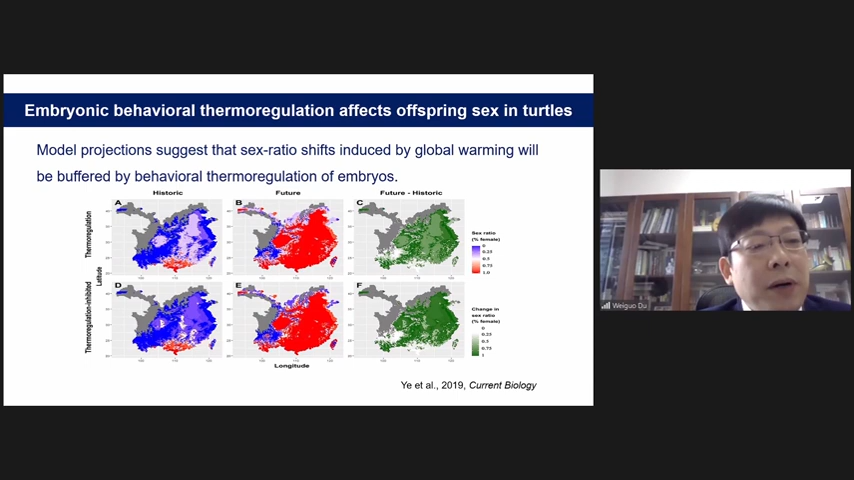 Embryonic behavioral thermoregulation affects offspring sex in turtles
Model projections suggest that sex-ratio shifts induced by global warming will
be buffered by behavioral thermoregulation of embryos.
Historic
Future
Future - Historic
A
B
C
Thermoregulation
Sex ratio
(% female)
0
0.25
0.5
0.75
1.0
Latitude
D
E
F
Thermoregulation-inhibited
Change in
sex ratio
(% female)
0
0.25
0.5
0.75
1
Longitude
Ye et al., 2019, Current Biology
Weiguo Du